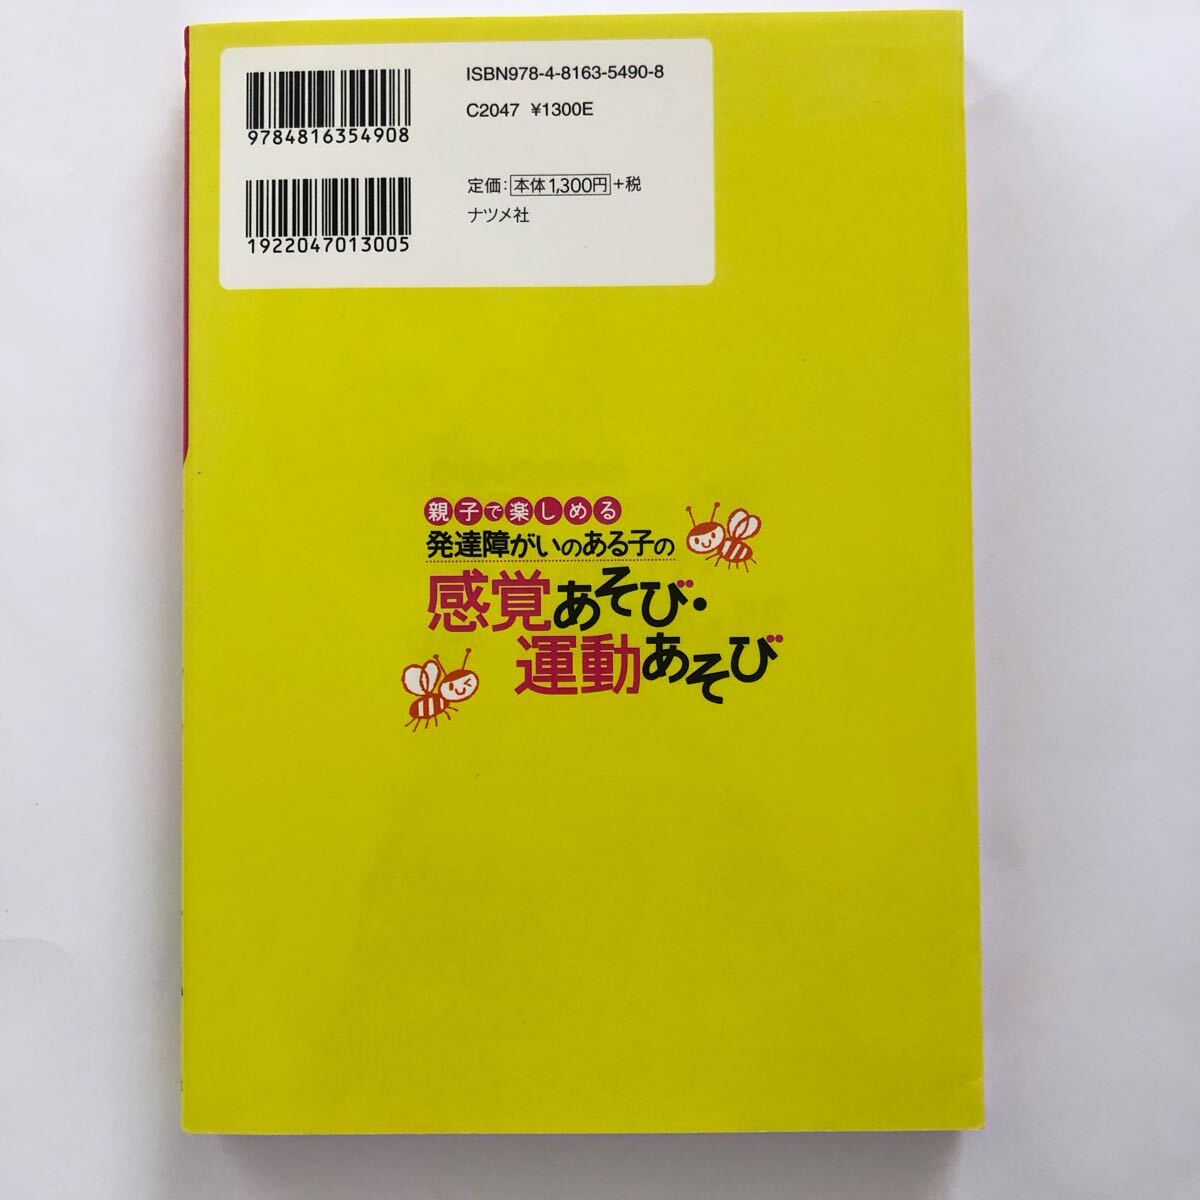 ISBN978-4-8163-5490-8
C2047 ¥1300E
9784816354908
定価:本体1,300円+税
ナツメ社
1922047013005
親子で楽しめる
発達障がいのある子の
感覚あそび・
運動あそび